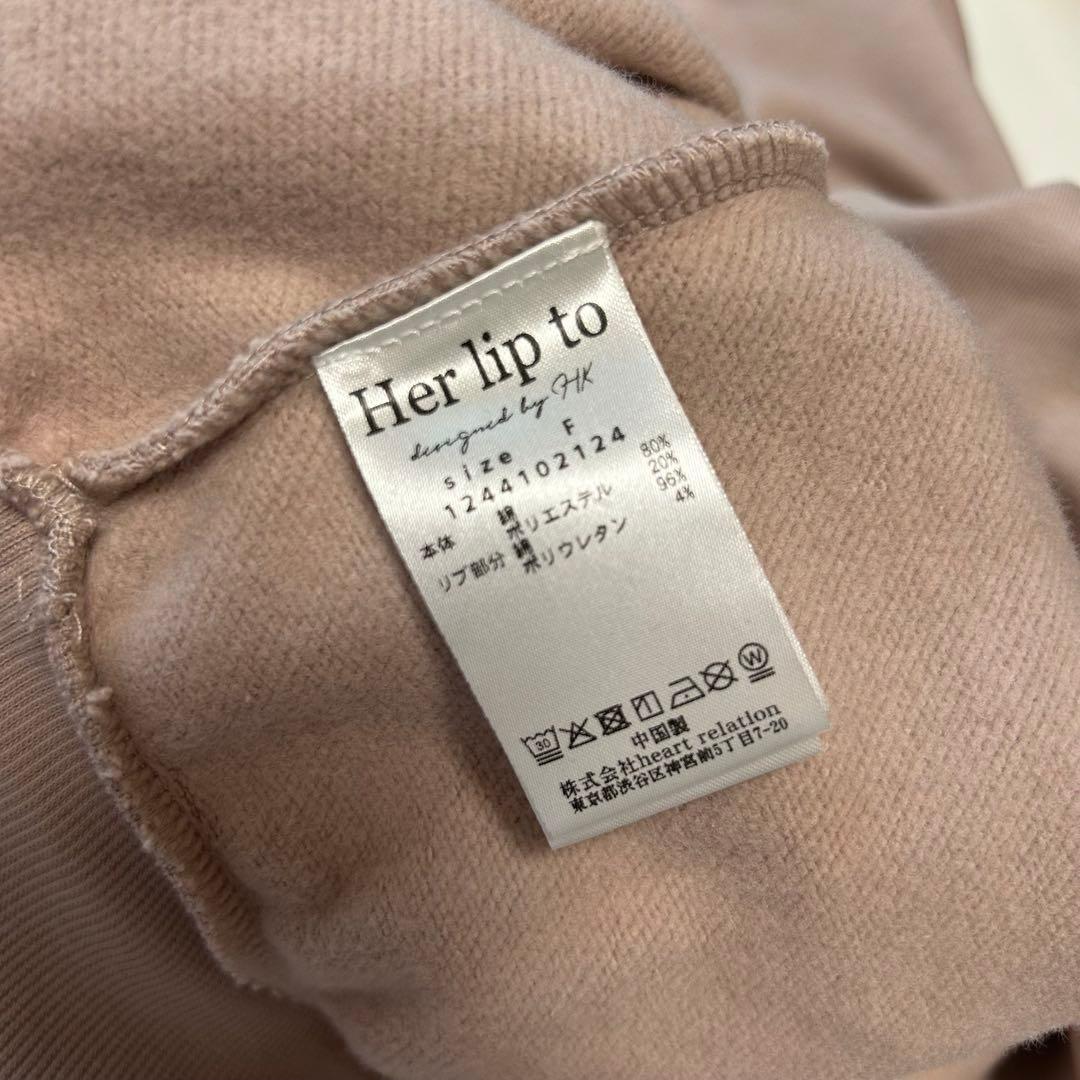 Her lip to
designed by HK
size F
1244102124
本体 綿 80%
ポリエステル 20%
リブ部分 綿 96%
ポリウレタン 4%
30 W
中国製
株式会社heart relation
東京都渋谷区神宮前5丁目7-20